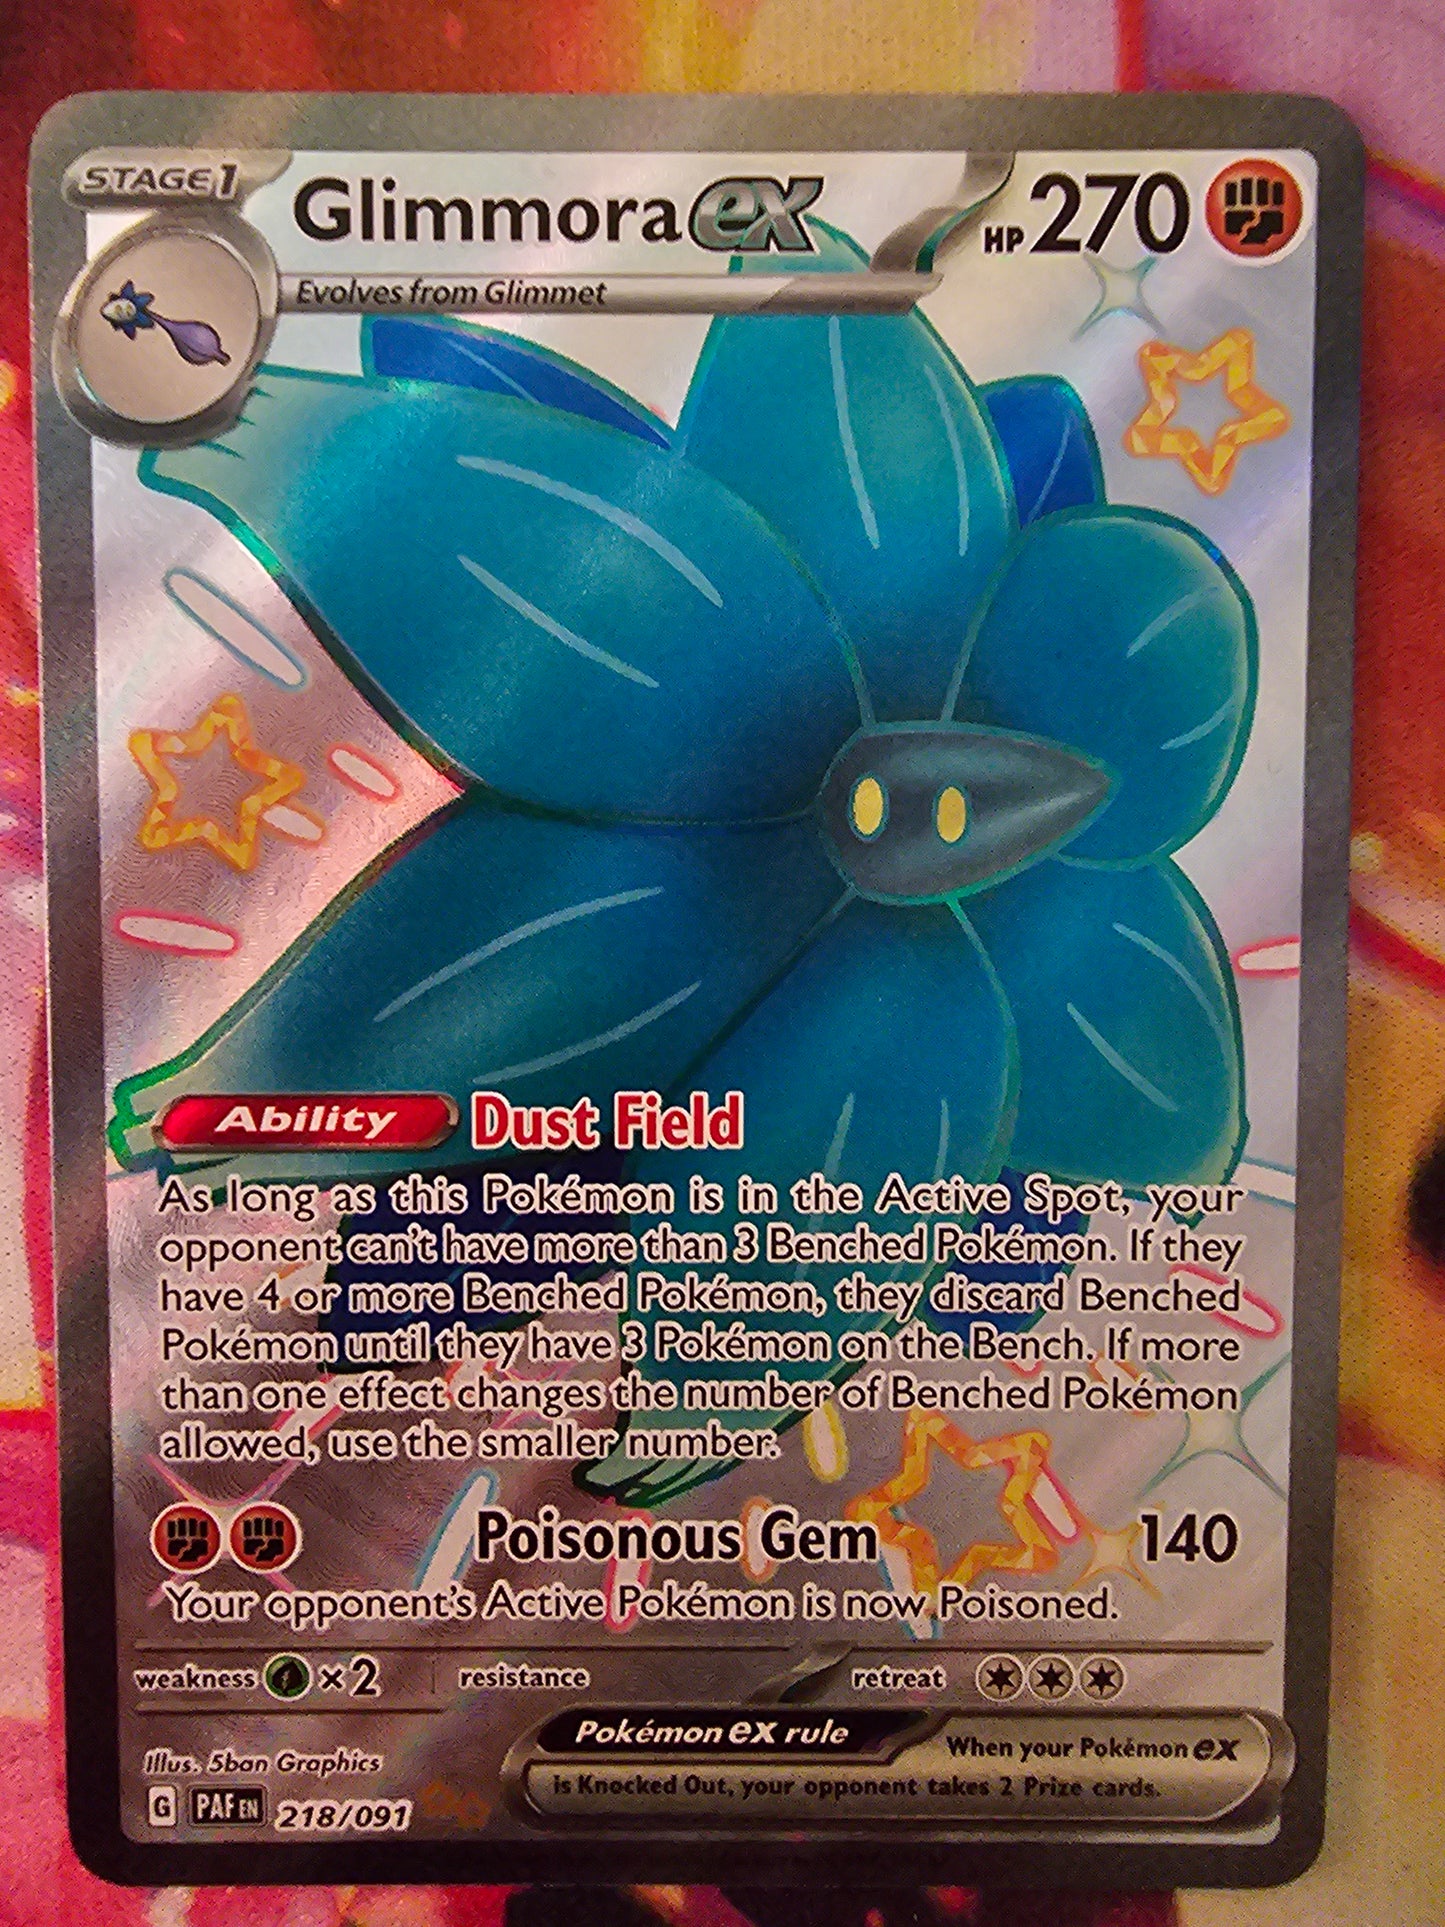 STAGE 1
Glimmora ex
HP 270
Evolves from Glimmet
Ability Dust Field
As long as this Pokémon is in the Active Spot, your
opponent can't have more than 3 Benched Pokémon. If they
have 4 or more Benched Pokémon, they discard Benched
Pokémon until they have 3 Pokémon on the Bench. If more
than one effect changes the number of Benched Pokémon
allowed, use the smaller number.
Poisonous Gem 140
Your opponent's Active Pokémon is now Poisoned.
weakness ×2 resistance retreat
Pokémon ex rule
When your Pokémon ex
is Knocked Out, your opponent takes 2 Prize cards.
Illus. 5ban Graphics
G PAF EN 218/091